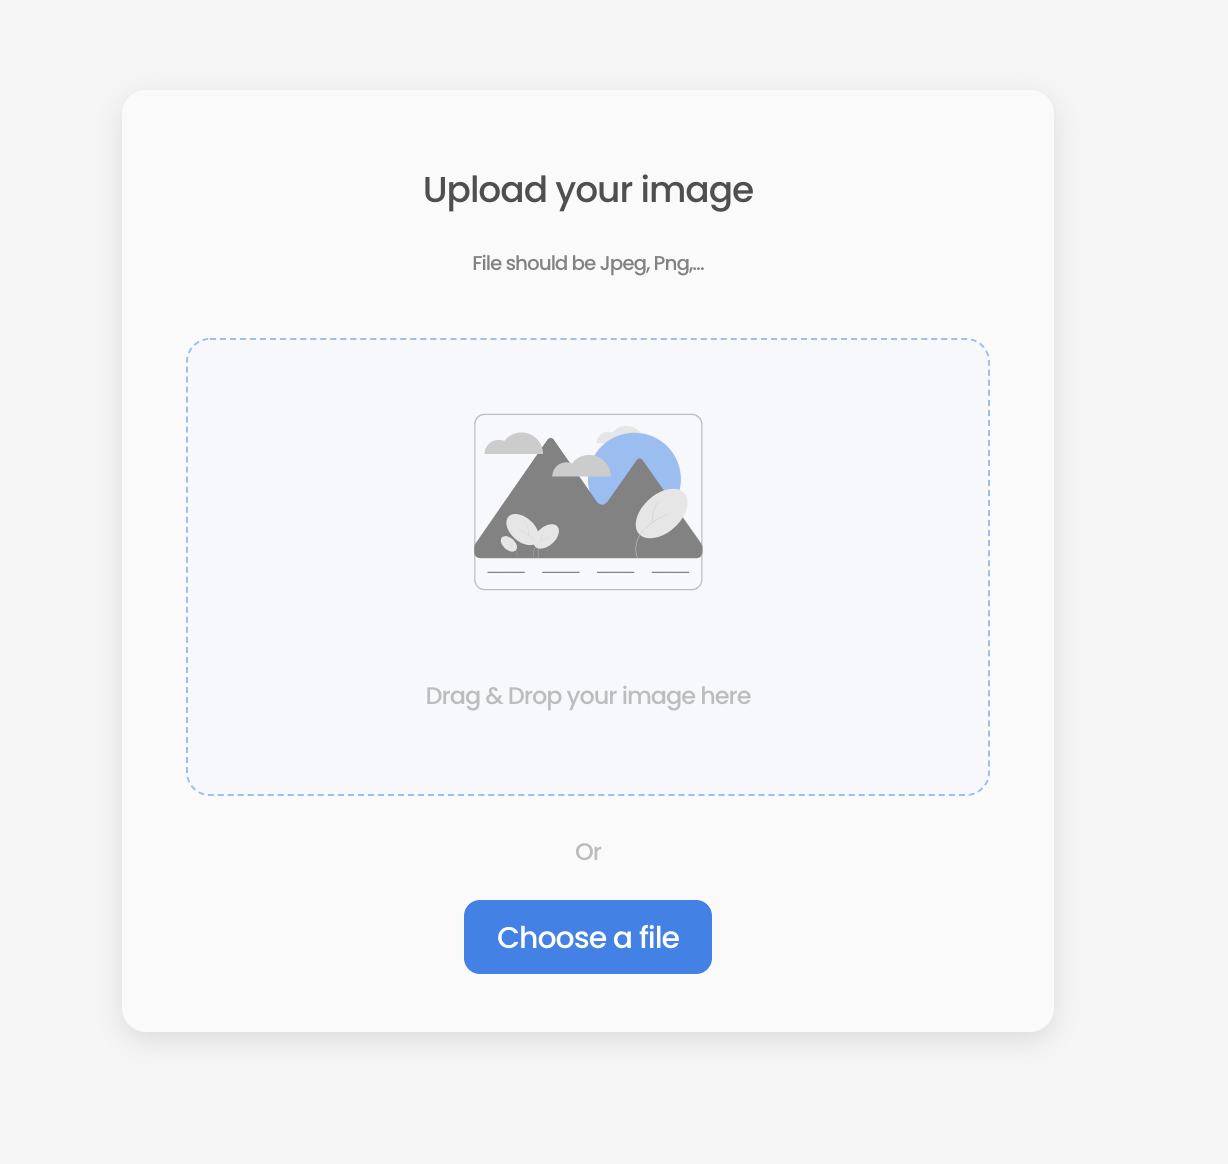 Upload your image
File should be Jpeg, Png,...
Drag & Drop your image here
Or
Choose a file